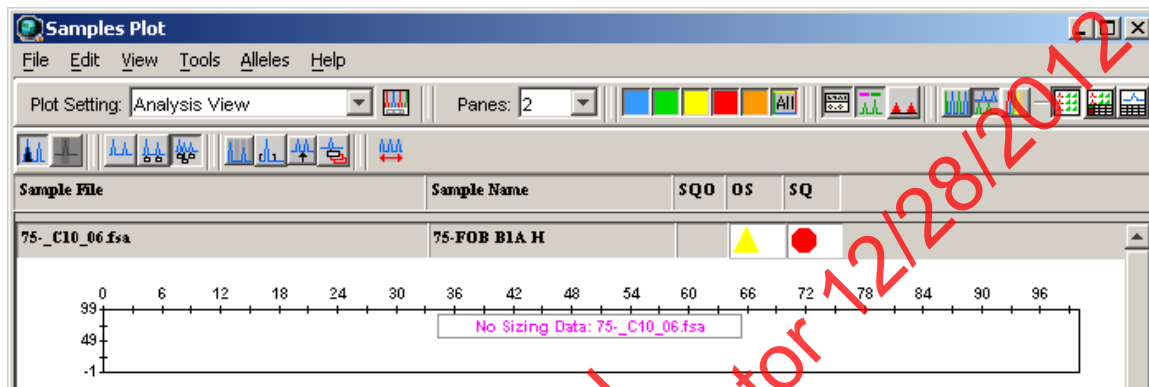 Samples Plot
File Edit View Tools Alleles Help
Plot Setting: Analysis View Panes: 2 All
Sample File Sample Name SQO OS SQ
75-_C10_06.fsa 75-FOB B1A H
0 6 12 18 24 30 36 42 48 54 60 66 72 78 84 90 96
99
No Sizing Data: 75-_C10_06.fsa
49
-1
tor 12/28/2012